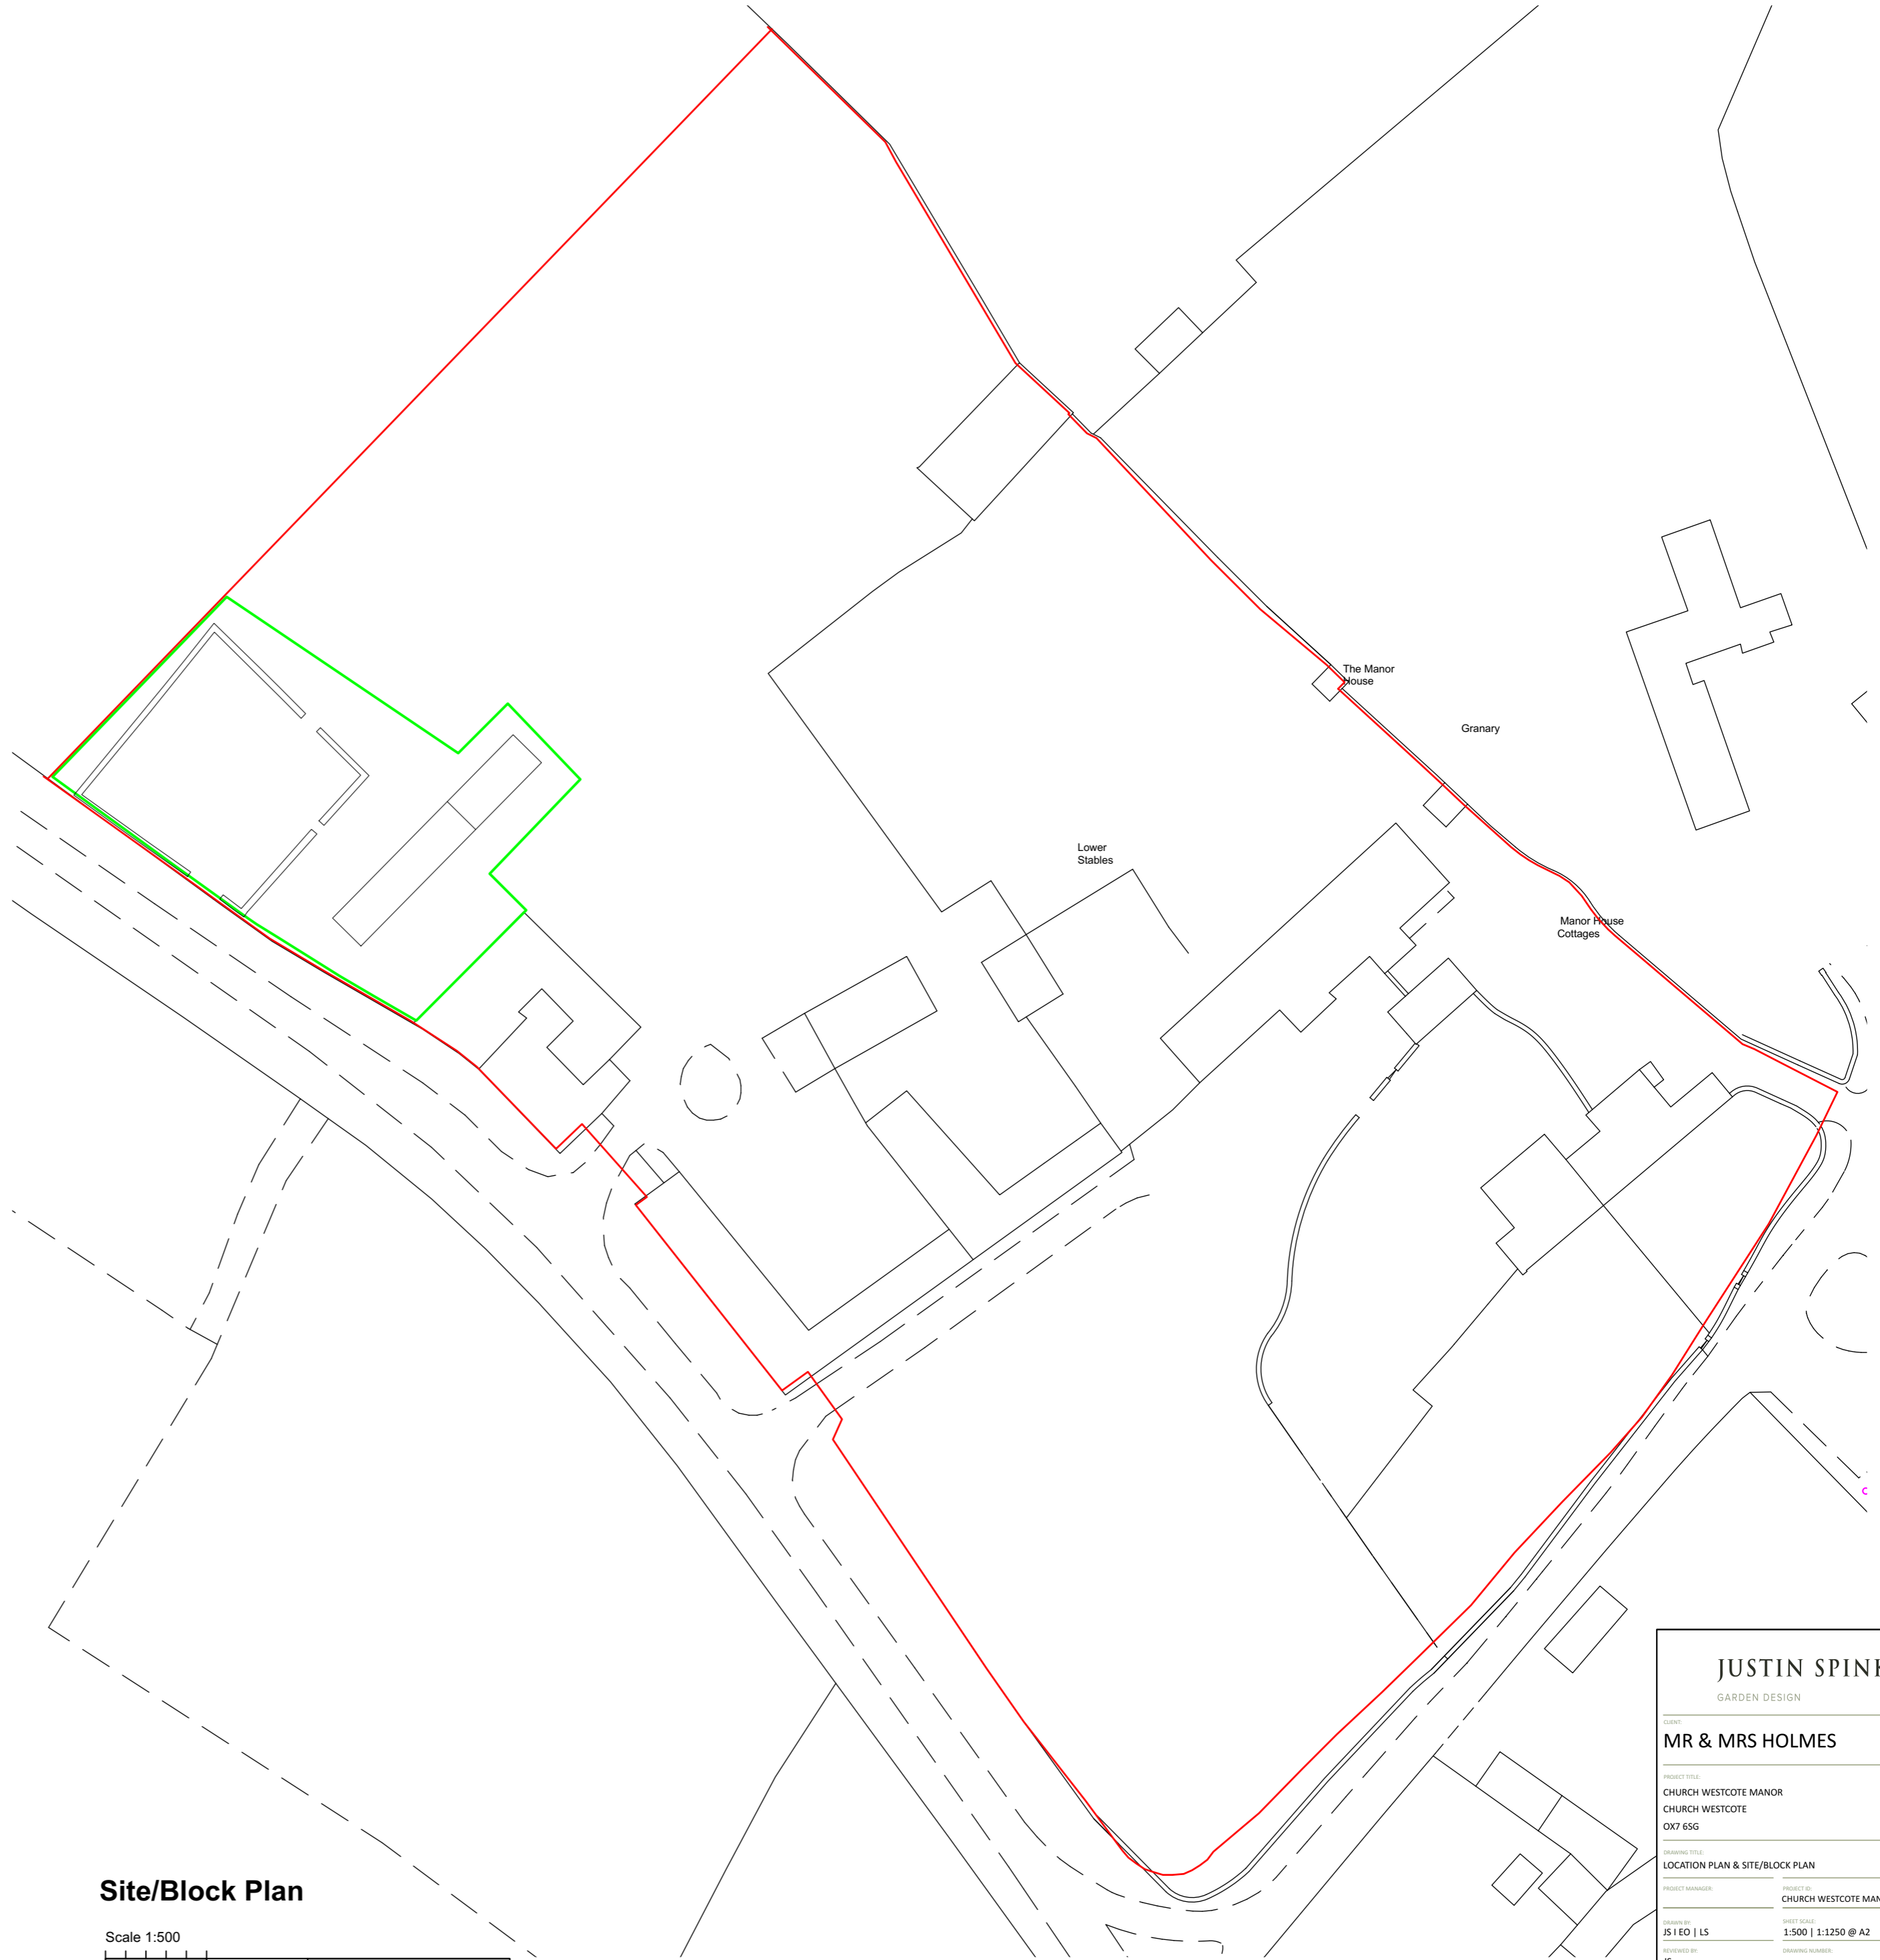 The Manor
House
Granary
Lower
Stables
Manor House
Cottages
Site/Block Plan
Scale 1:500
JUSTIN SPINK
GARDEN DESIGN
CLIENT:
MR & MRS HOLMES
PROJECT TITLE:
CHURCH WESTCOTE MANOR
CHURCH WESTCOTE
OX7 6SG
DRAWING TITLE:
LOCATION PLAN & SITE/BLOCK PLAN
PROJECT MANAGER:
PROJECT ID:
CHURCH WESTCOTE MAN
DRAWN BY:
JS I EO | LS
SHEET SCALE:
1:500 | 1:1250 @ A2
REVIEWED BY:
DRAWING NUMBER: